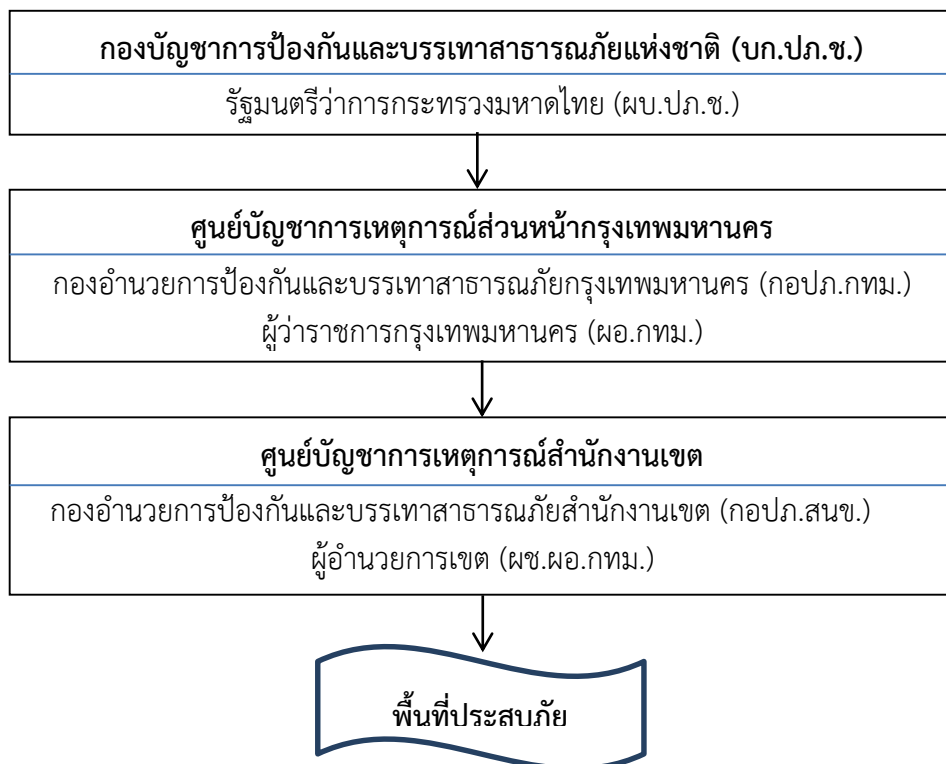 กองบัญชาการป้องกันและบรรเทาสาธารณภัยแห่งชาติ (บก.ปภ.ช.)
รัฐมนตรีว่าการกระทรวงมหาดไทย (ผบ.ปภ.ช.)
ศูนย์บัญชาการเหตุการณ์ส่วนหน้ากรุงเทพมหานคร
กองอำนวยการป้องกันและบรรเทาสาธารณภัยกรุงเทพมหานคร (กอปภ.กทม.)
ผู้ว่าราชการกรุงเทพมหานคร (ผอ.กทม.)
ศูนย์บัญชาการเหตุการณ์สำนักงานเขต
กองอำนวยการป้องกันและบรรเทาสาธารณภัยสำนักงานเขต (กอปภ.สนข.)
ผู้อำนวยการเขต (ผช.ผอ.กทม.)
พื้นที่ประสบภัย